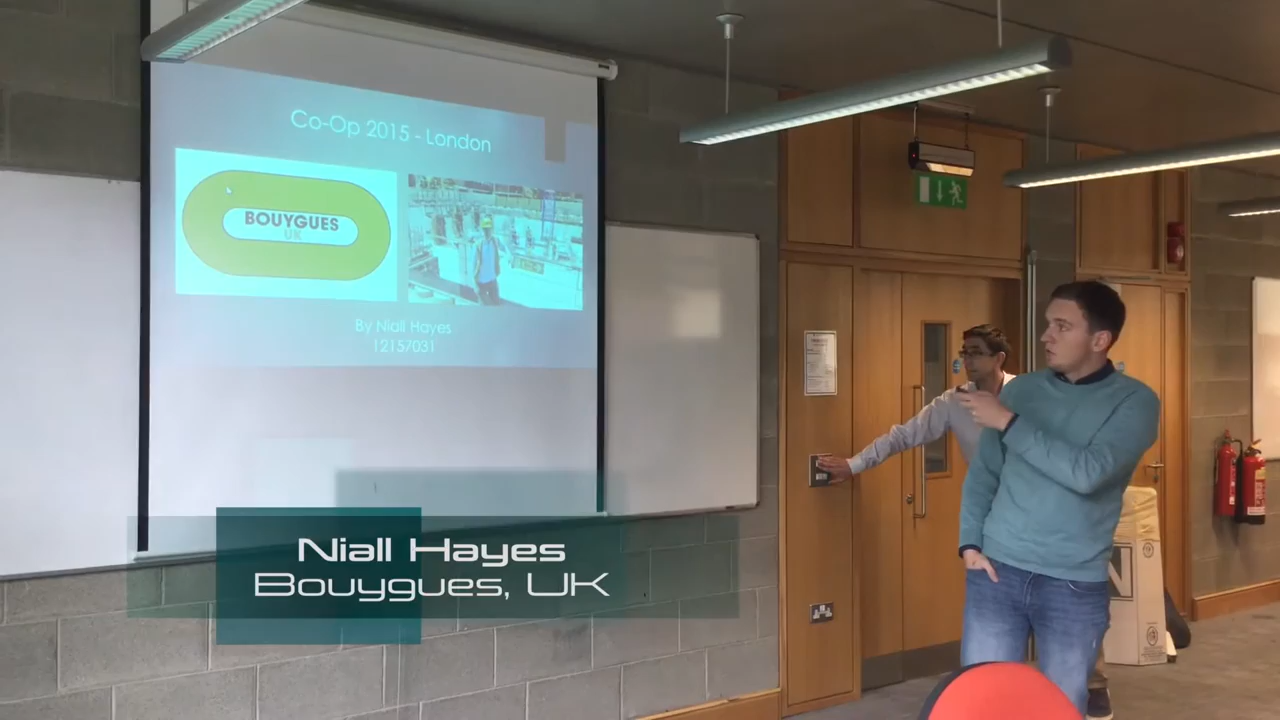 Co-Op 2015 - London
BOUYGUES
UK
By Niall Hayes
12157031
Niall Hayes
Bouygues, UK
N